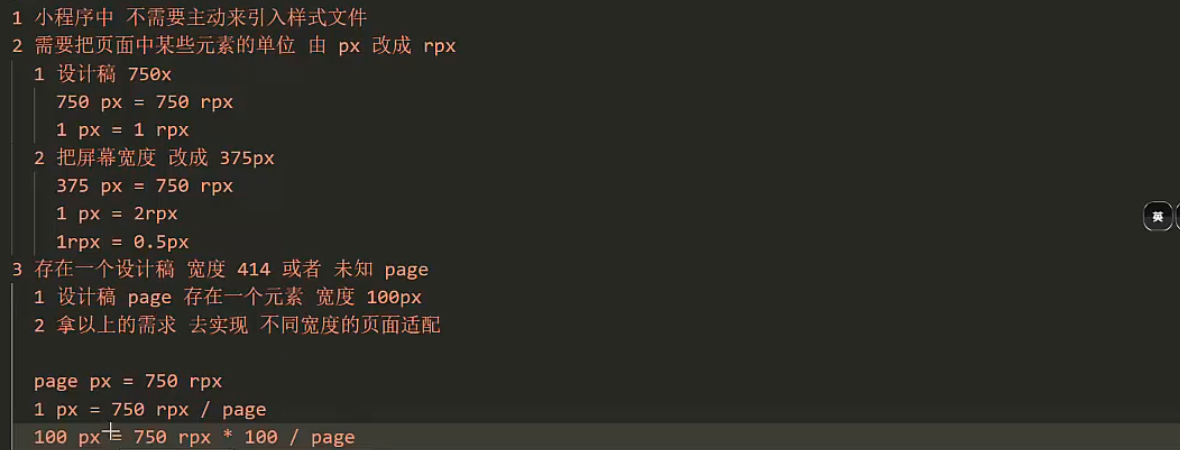 1 小程序中 不需要主动来引入样式文件
2 需要把页面中某些元素的单位 由 px 改成 rpx
1 设计稿 750x
750 px = 750 rpx
1 px = 1 rpx
2 把屏幕宽度 改成 375px
375 px = 750 rpx
1 px = 2rpx
1rpx = 0.5px
英
3 存在一个设计稿 宽度 414 或者 未知 page
1 设计稿 page 存在一个元素 宽度 100px
2 拿以上的需求 去实现 不同宽度的页面适配
page px = 750 rpx
1 px = 750 rpx / page
100 px = 750 rpx * 100 / page